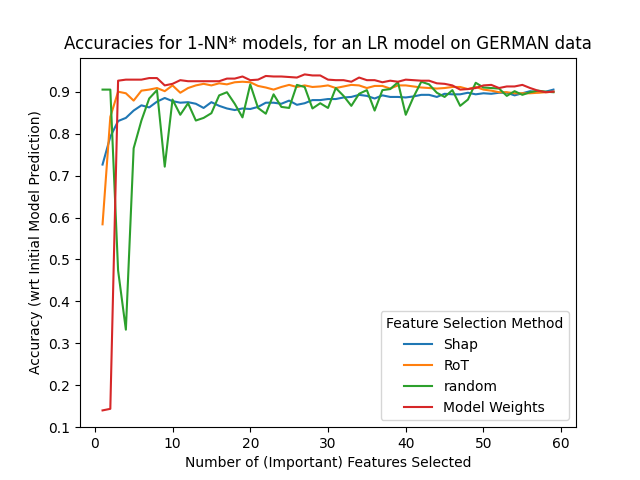 Accuracies for 1-NN* models, for an LR model on GERMAN data
Accuracy (wrt Initial Model Prediction)
0.9
0.8
0.7
0.6
0.5
0.4
0.3
0.2
0.1
Feature Selection Method
Shap
RoT
random
Model Weights
0 10 20 30 40 50 60
Number of (Important) Features Selected